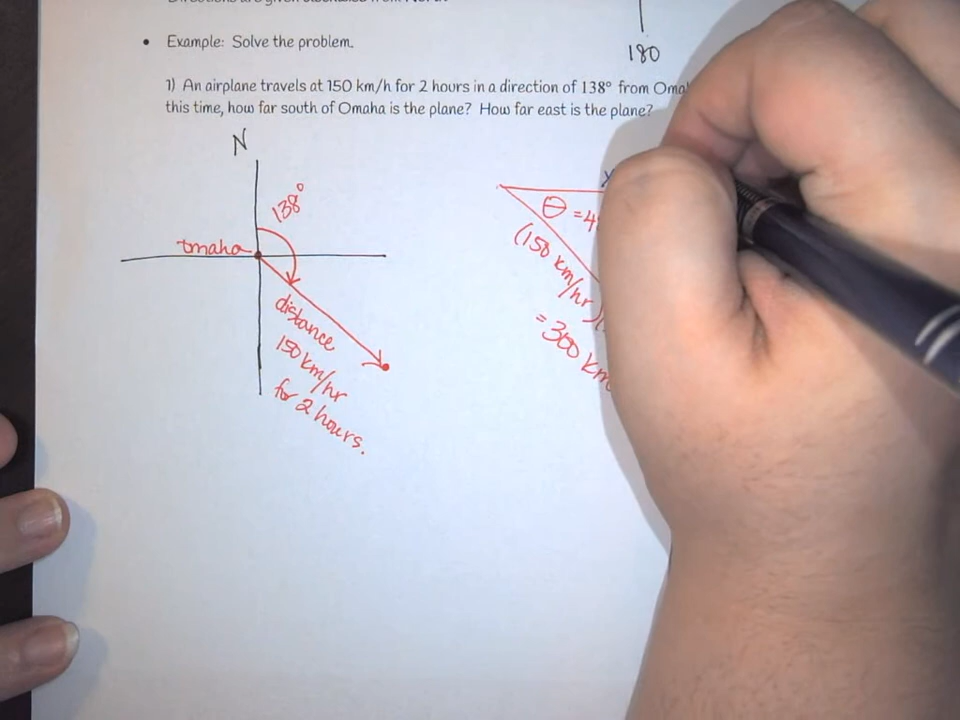 • Example: Solve the problem.
180
1) An airplane travels at 150 km/h for 2 hours in a direction of 138° from
this time, how far south of Omaha is the plane? How far east is the plane?
N
138°
Omaha
distance
150 km/hr
for 2 hours.
θ = 4
(150 km/hr)
= 300 km